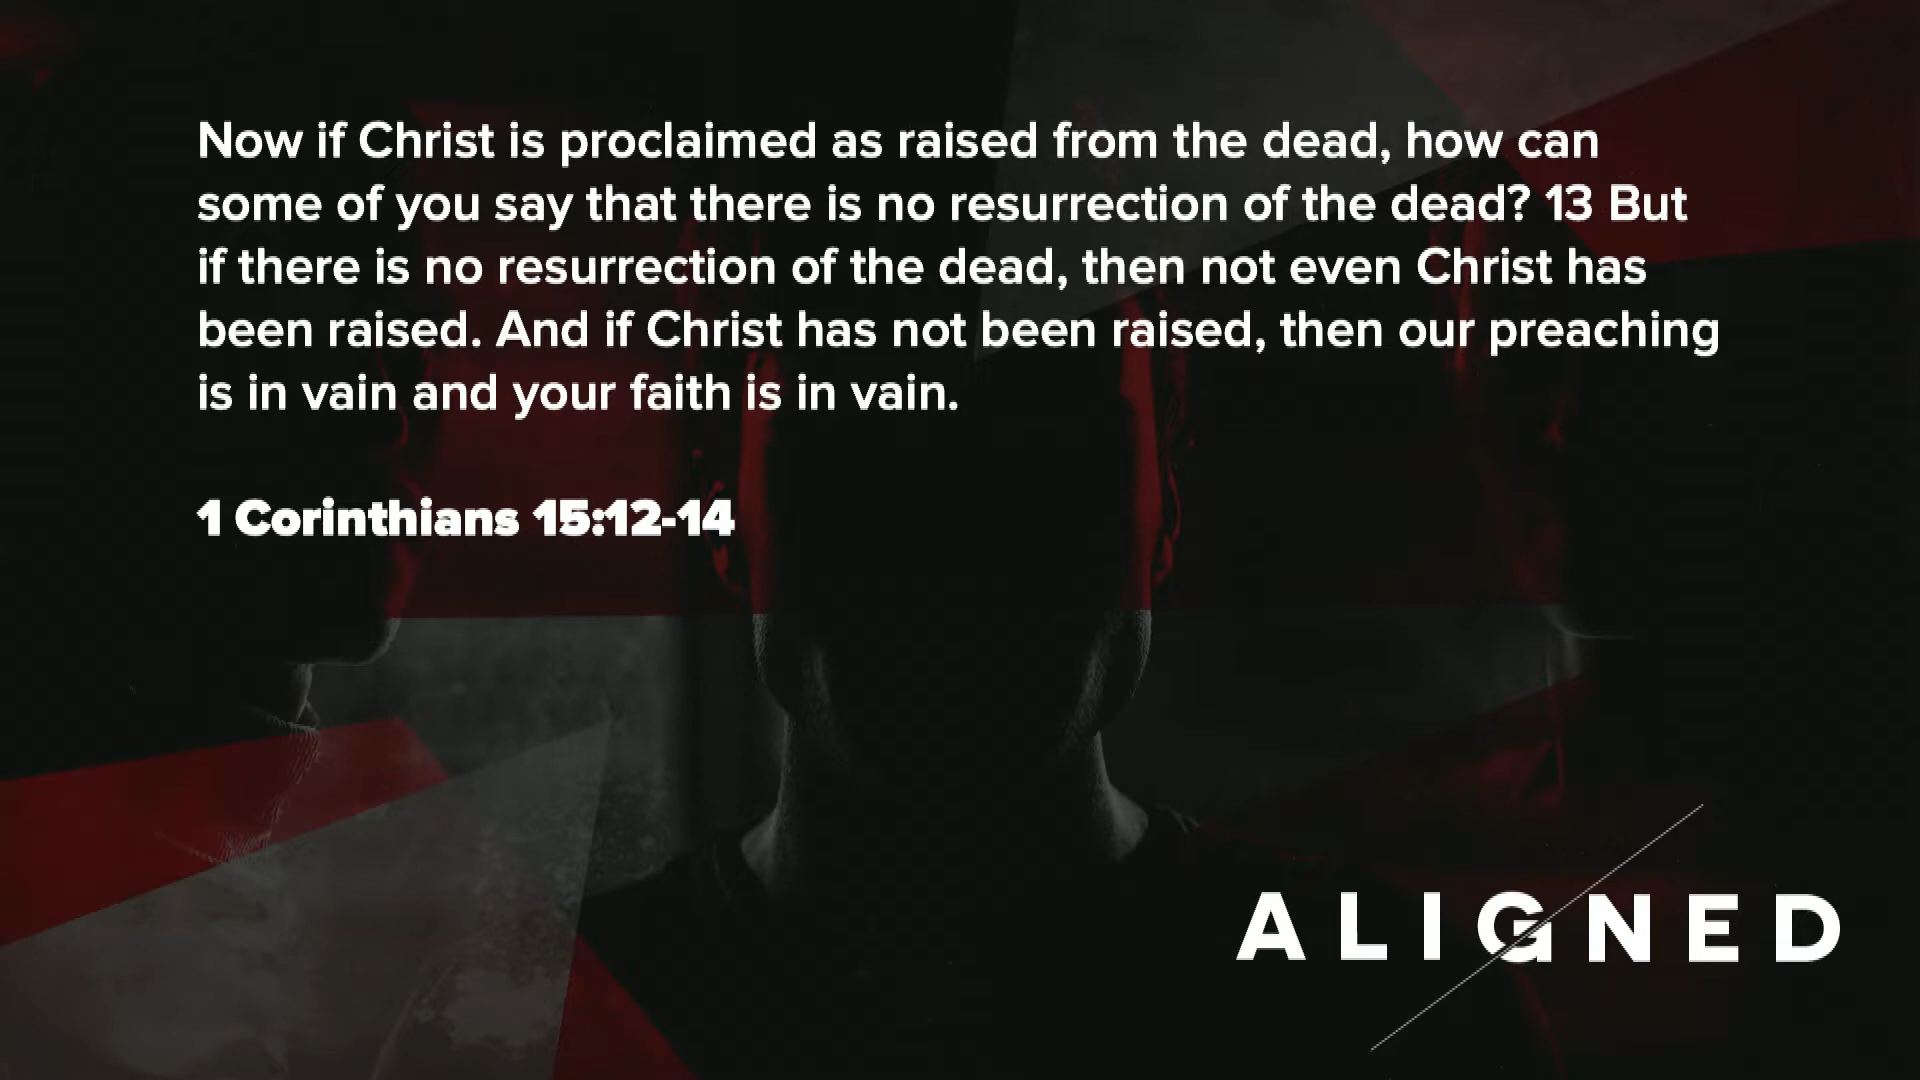 Now if Christ is proclaimed as raised from the dead, how can
some of you say that there is no resurrection of the dead? 13 But
if there is no resurrection of the dead, then not even Christ has
been raised. And if Christ has not been raised, then our preaching
is in vain and your faith is in vain.
1 Corinthians 15:12-14
ALIGNED